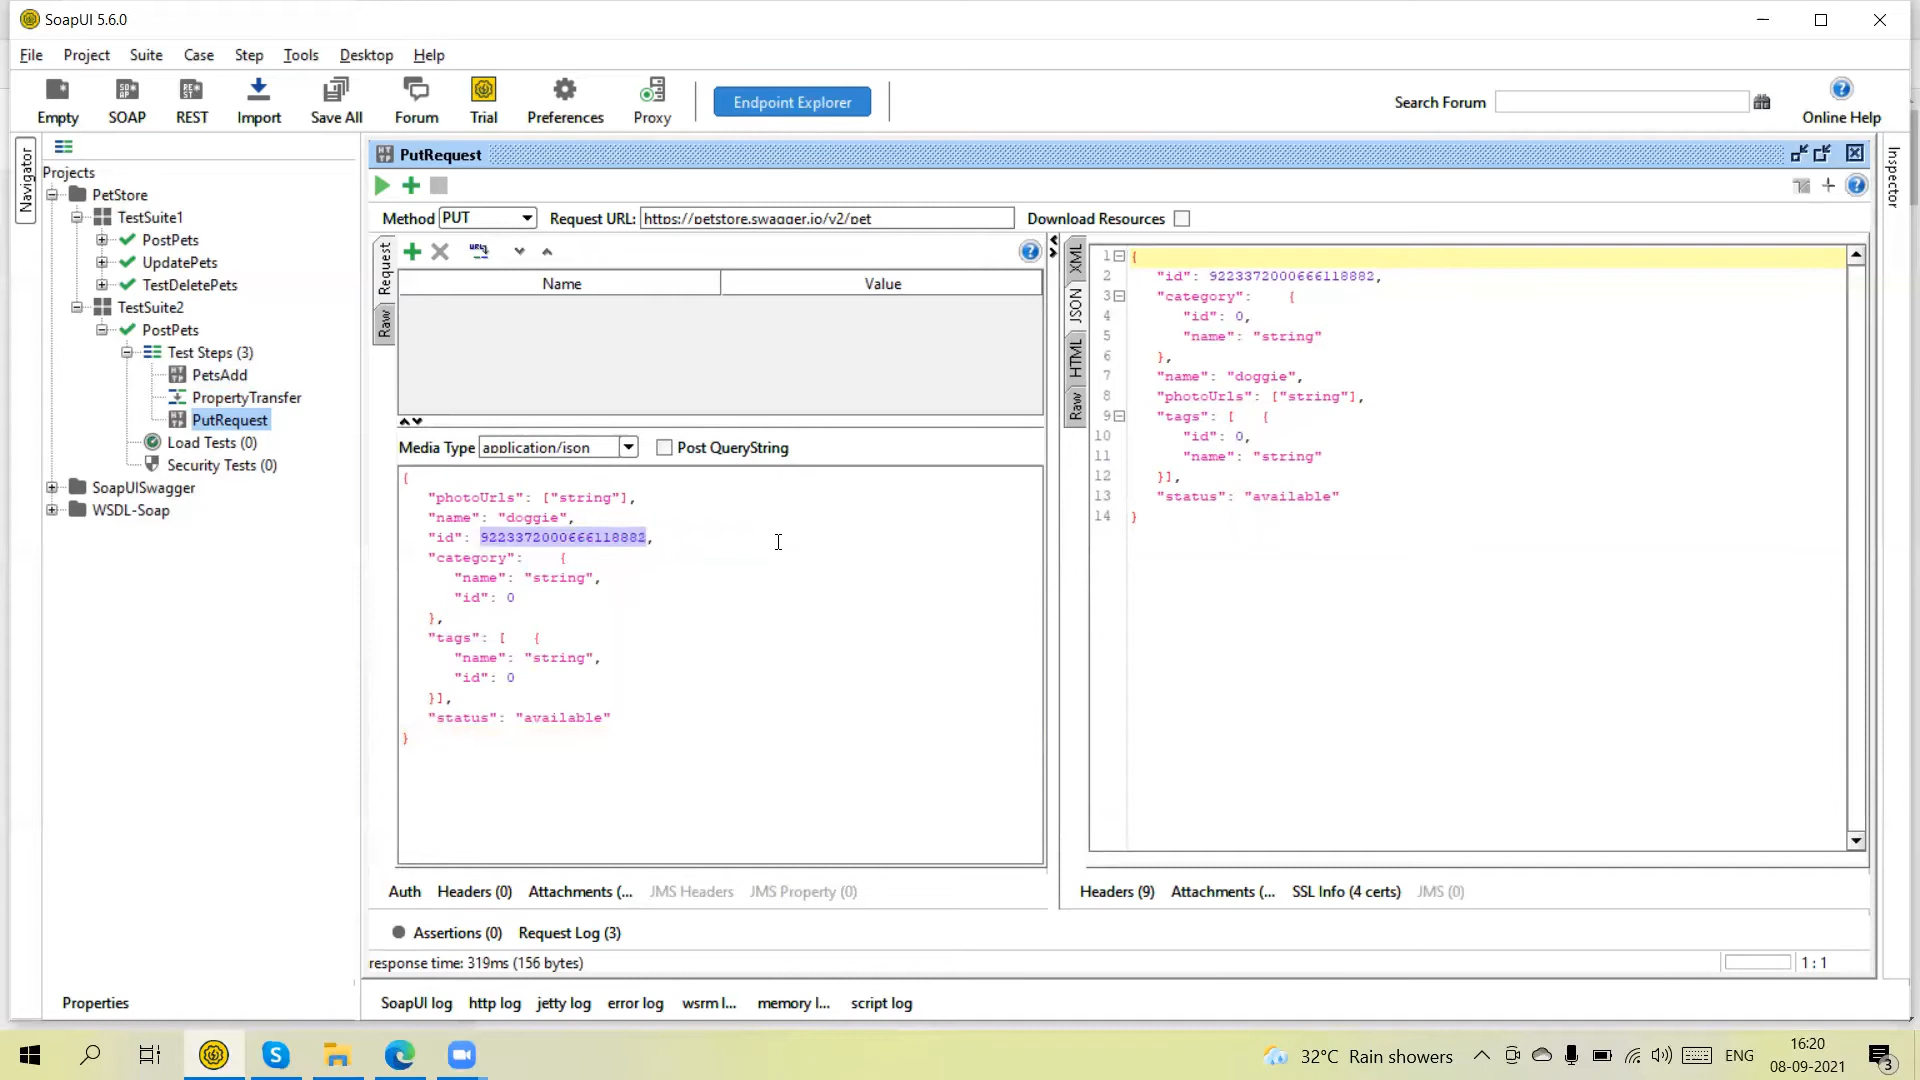 SoapUI 5.6.0
File Project Suite Case Step Tools Desktop Help
Empty SOAP REST Import Save All Forum Trial Preferences Proxy
Endpoint Explorer
Search Forum
Online Help
Navigator
Projects
PetStore
TestSuite1
PostPets
UpdatePets
TestDeletePets
TestSuite2
PostPets
Test Steps (3)
PetsAdd
PropertyTransfer
PutRequest
Load Tests (0)
Security Tests (0)
SoapUISwagger
WSDL-Soap
Properties
PutRequest
Method PUT Request URL: https://petstore.swagger.io/v2/pet Download Resources
Request
Raw
Name Value
Media Type application/json Post QueryString
{
"photoUrls": ["string"],
"name": "doggie",
"id": 9223372000666118882,
"category": {
"name": "string",
"id": 0
},
"tags": [ {
"name": "string",
"id": 0
}],
"status": "available"
}
Auth Headers (0) Attachments (... JMS Headers JMS Property (0)
XML
JSON
HTML
Raw
1 {
2 "id": 9223372000666118882,
3 "category": {
4 "id": 0,
5 "name": "string"
6 },
7 "name": "doggie",
8 "photoUrls": ["string"],
9 "tags": [ {
10 "id": 0,
11 "name": "string"
12 }],
13 "status": "available"
14 }
Headers (9) Attachments (... SSL Info (4 certs) JMS (0)
Inspector
Assertions (0) Request Log (3)
response time: 319ms (156 bytes)
1 : 1
SoapUI log http log jetty log error log wsrm l... memory l... script log
32°C Rain showers
ENG
16:20
08-09-2021
3